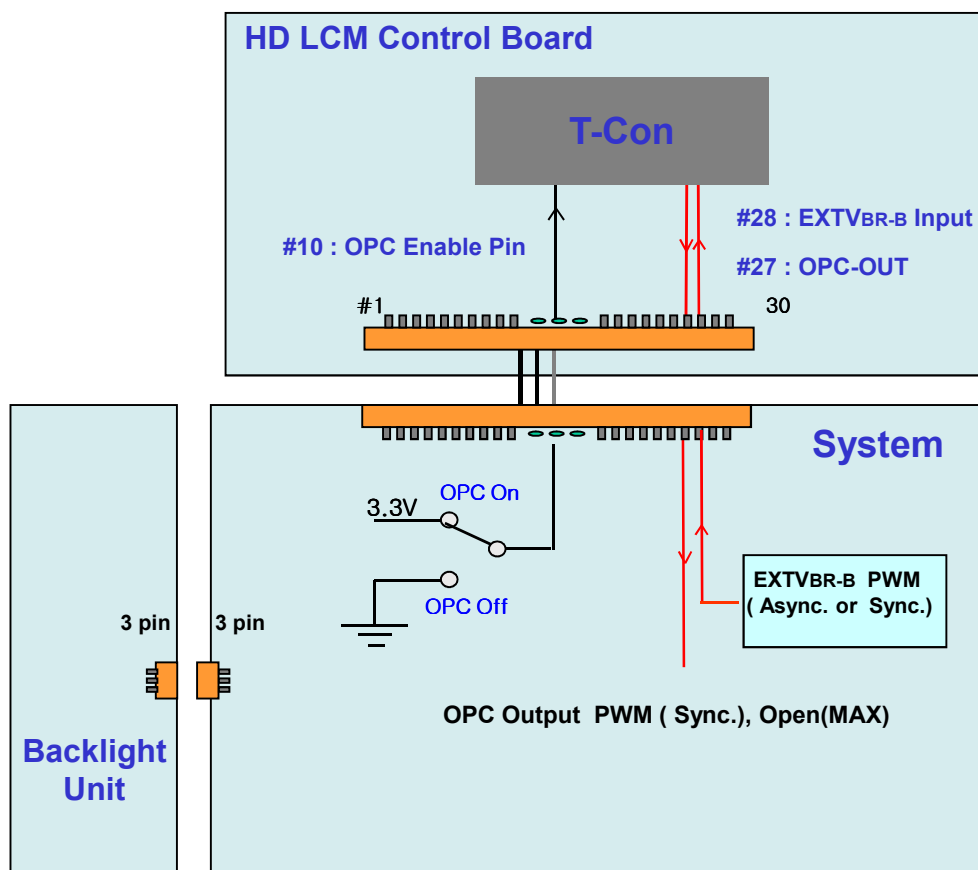 HD LCM Control Board
T-Con
#10 : OPC Enable Pin
#28 : EXTVBR-B Input
#27 : OPC-OUT
#1
30
System
OPC On
3.3V
OPC Off
EXTVBR-B PWM
( Async. or Sync.)
3 pin
3 pin
OPC Output PWM ( Sync.), Open(MAX)
Backlight
Unit